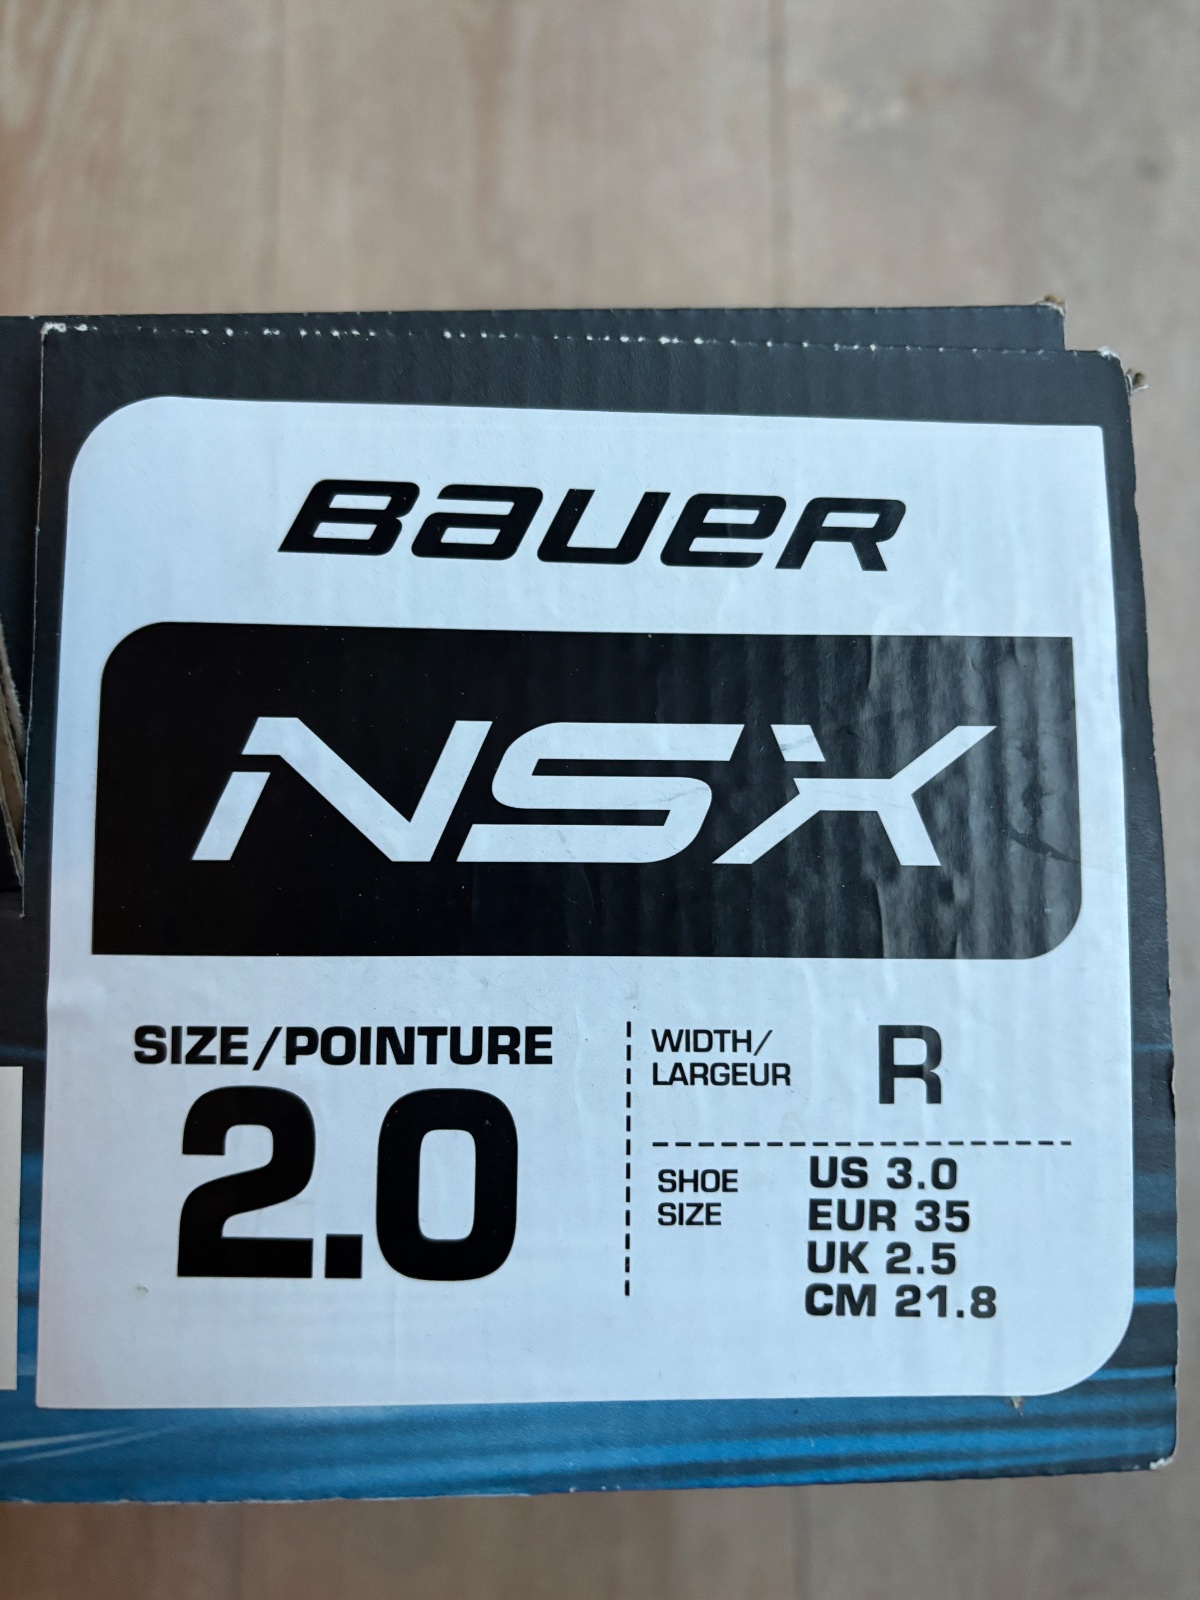 BAUER
NSX
SIZE/POINTURE
2.0
WIDTH/
LARGEUR
R
SHOE
SIZE
US 3.0
EUR 35
UK 2.5
CM 21.8